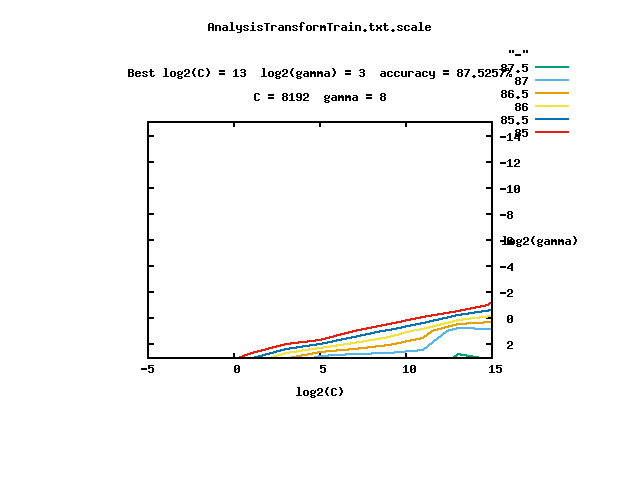 AnalysisTransformTrain.txt.scale
"-"
Best log2(C) = 13  log2(gamma) = 3  accuracy = 87.5257%
87.5
87
C = 8192  gamma = 8
86.5
86
85.5
85
-14
-12
-10
-8
-6
log2(gamma)
-4
-2
0
2
-5 0 5 10 15
log2(C)